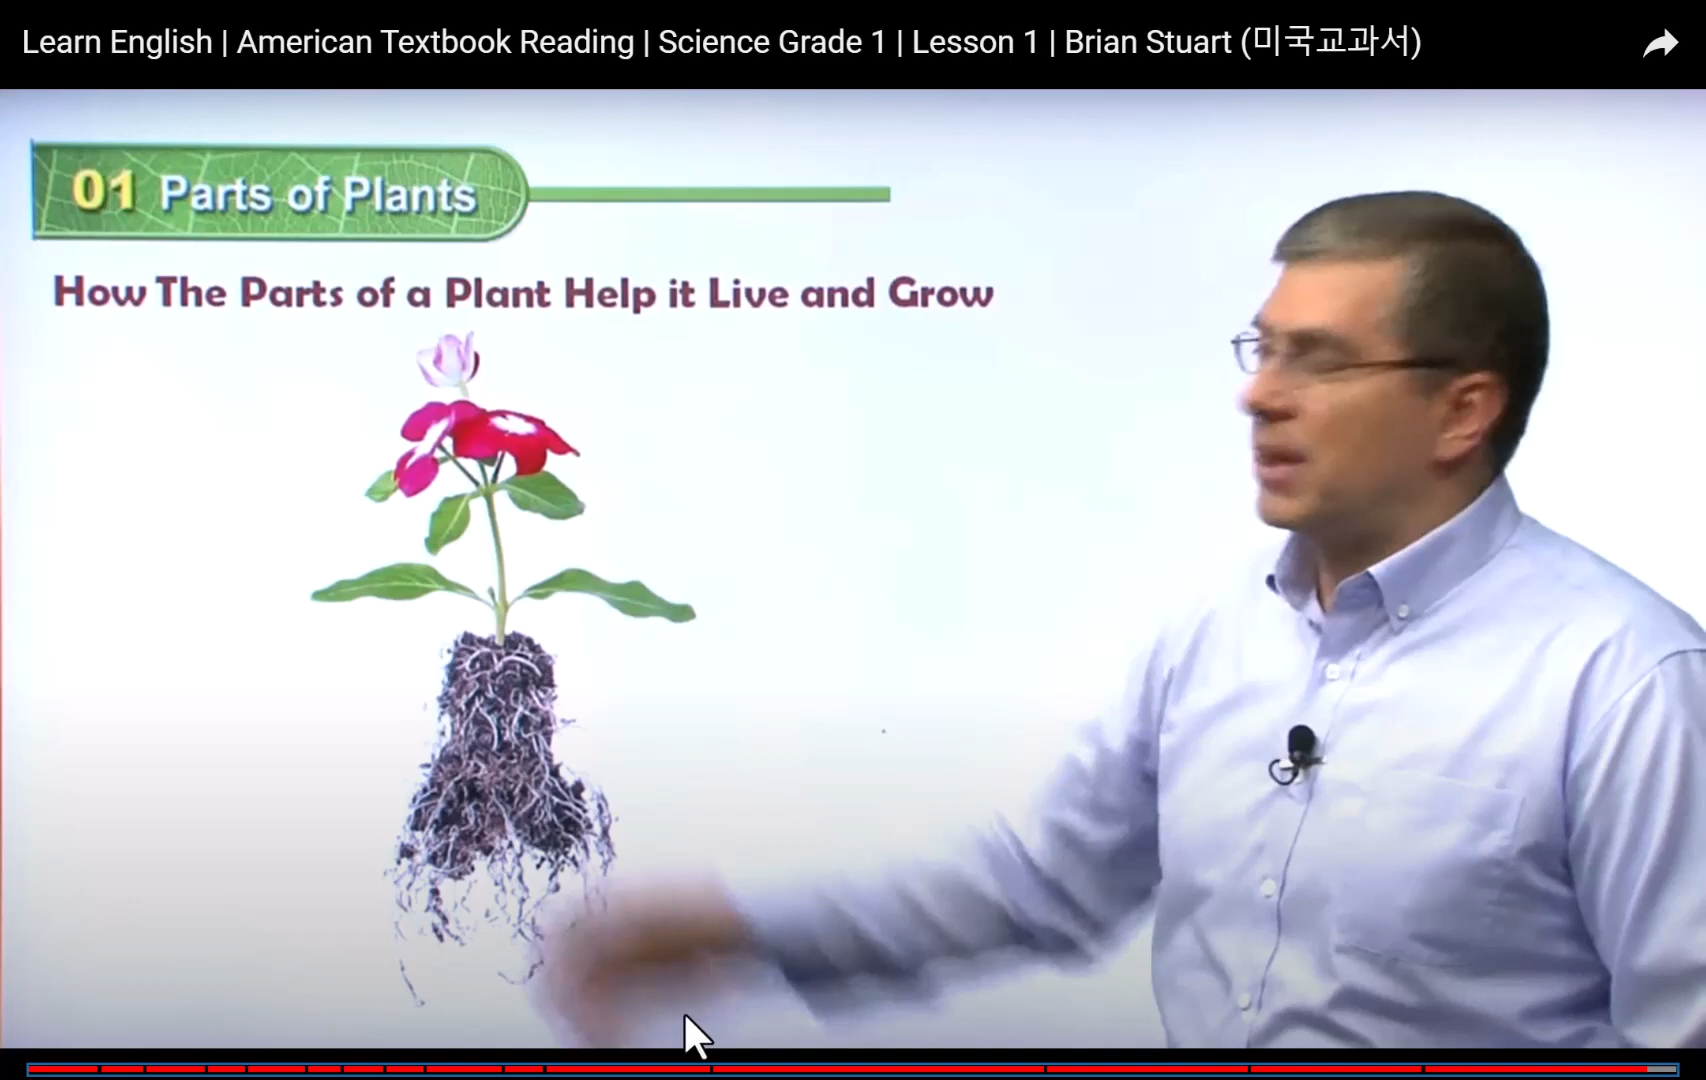 Learn English | American Textbook Reading | Science Grade 1 | Lesson 1 | Brian Stuart (미국교과서)
01 Parts of Plants
How The Parts of a Plant Help it Live and Grow